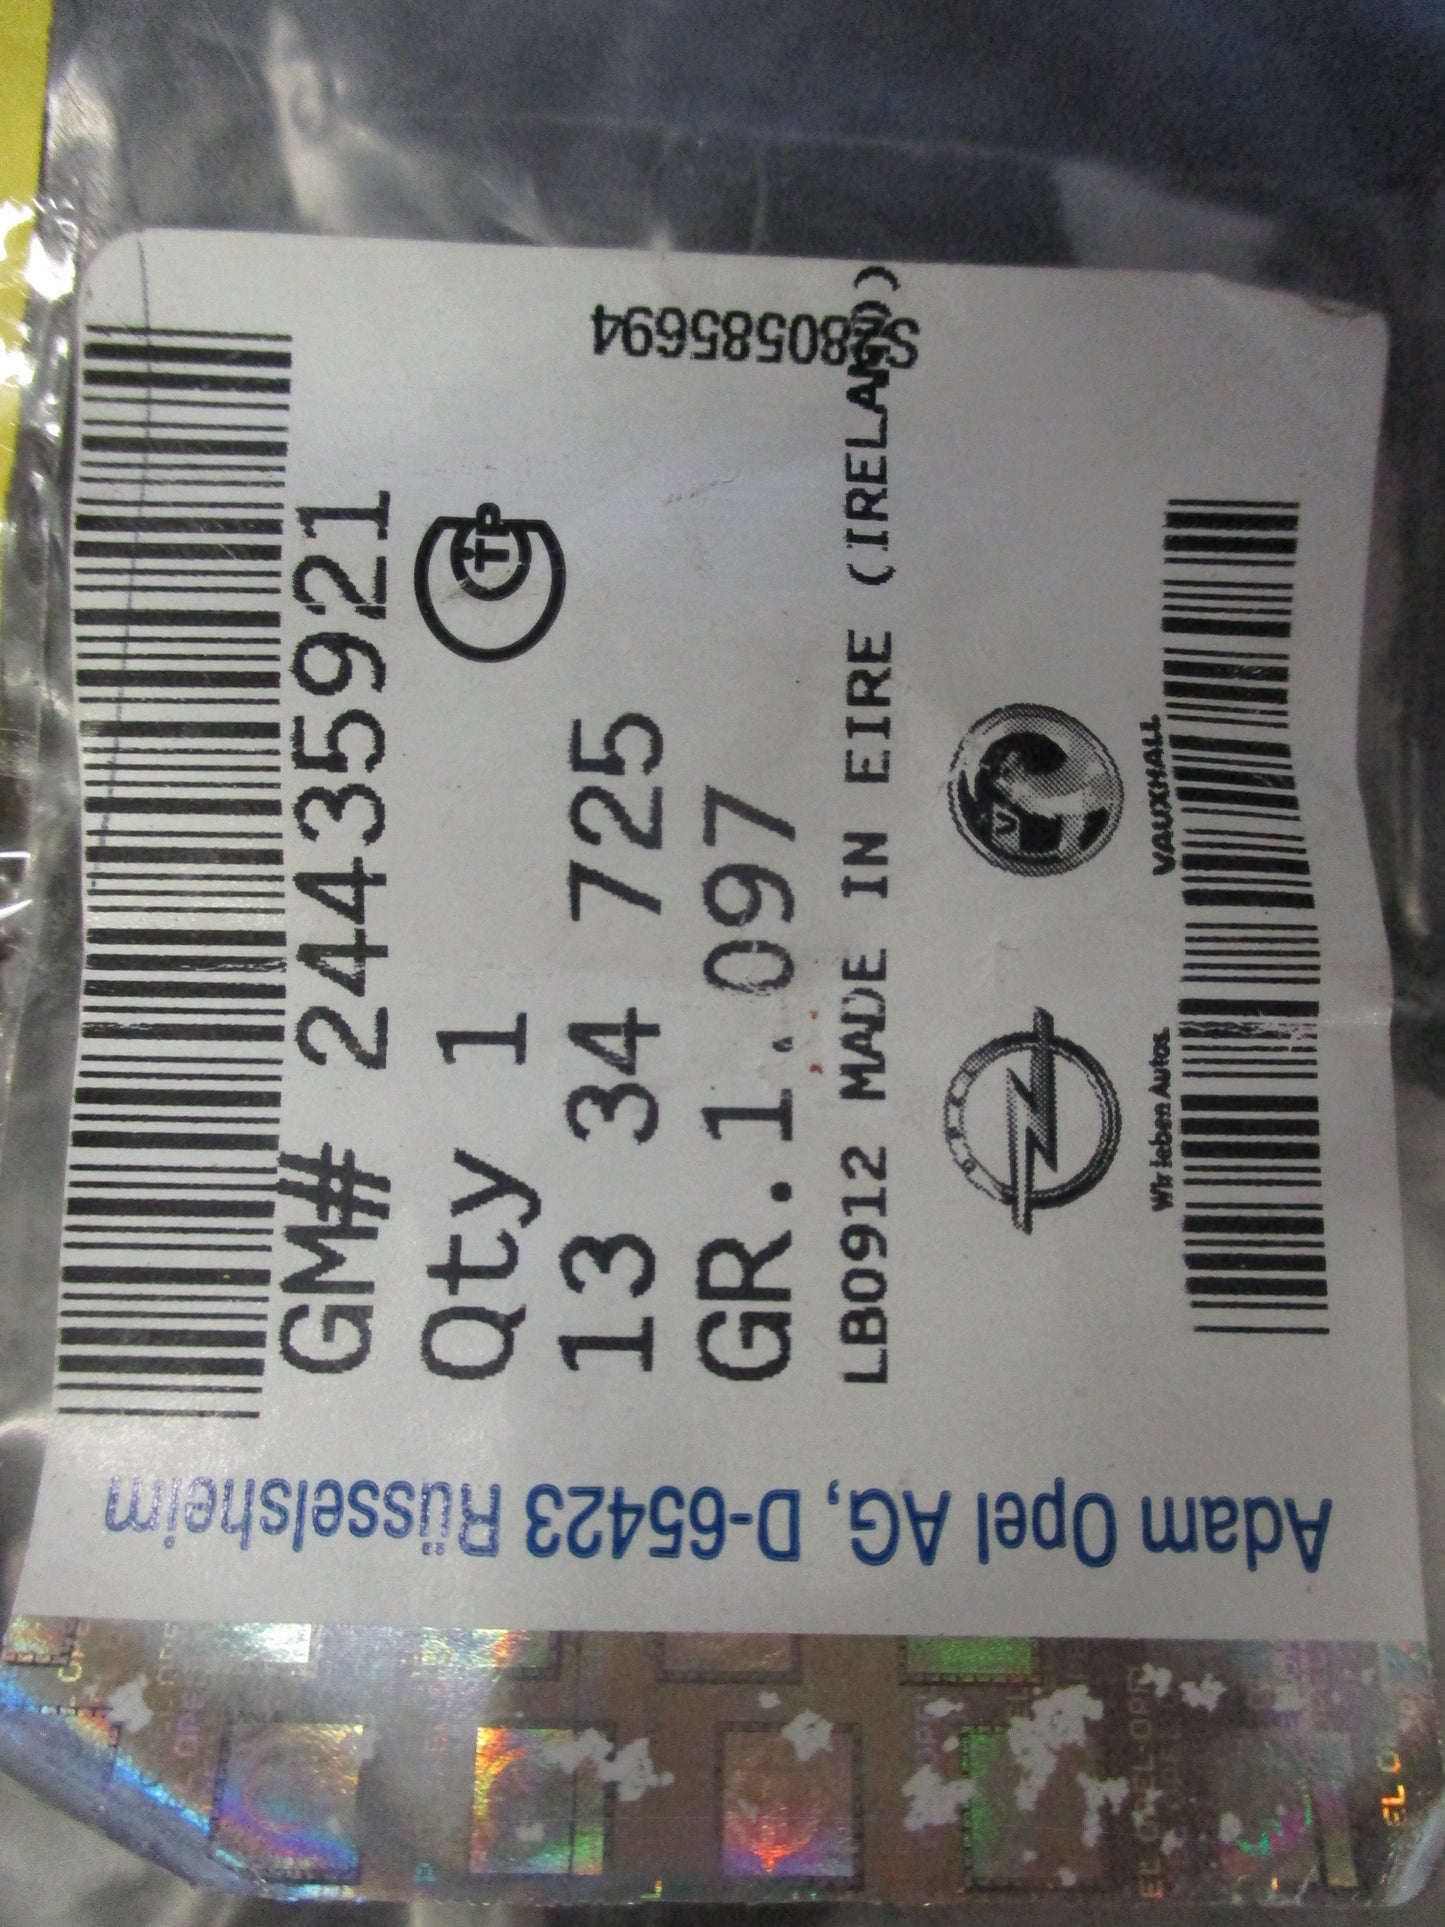 GM# 24435921
Qty 1
13 34 725
GR.1.097
LB0912 MADE IN EIRE (IRELAND)
Wir leben Autos
VAUXHALL
V
S280585694
Adam Opel AG, D-65423 Rüsselsheim